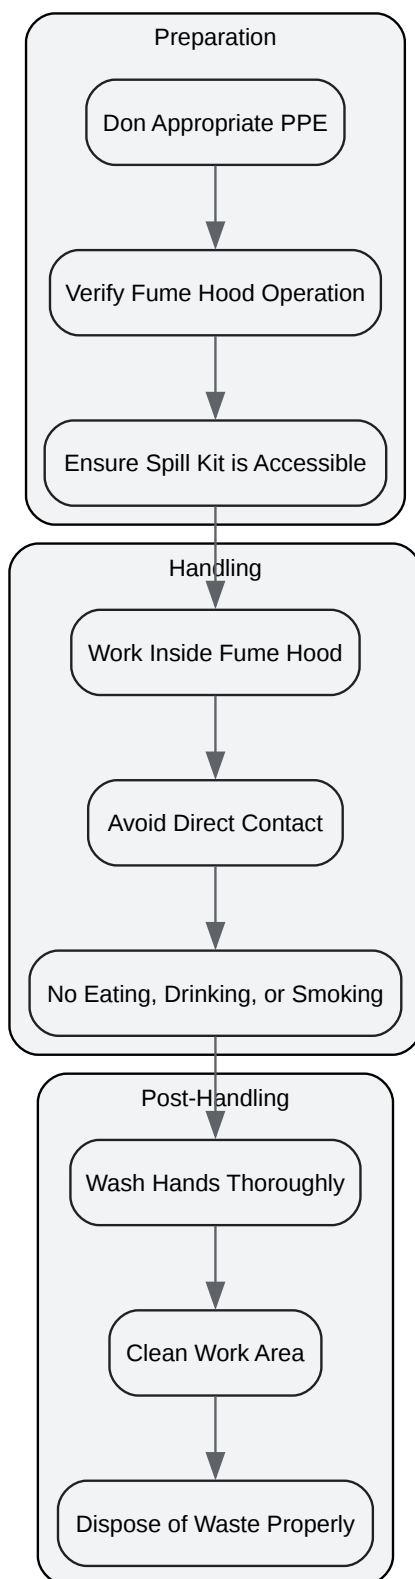 Preparation
Don Appropriate PPE
Verify Fume Hood Operation
Ensure Spill Kit is Accessible
Handling
Work Inside Fume Hood
Avoid Direct Contact
No Eating, Drinking, or Smoking
Post-Handling
Wash Hands Thoroughly
Clean Work Area
Dispose of Waste Properly